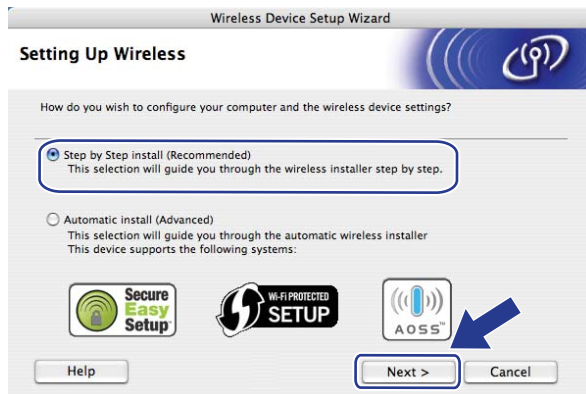 Wireless Device Setup Wizard
Setting Up Wireless
How do you wish to configure your computer and the wireless device settings?
Step by Step install (Recommended)
This selection will guide you through the wireless installer step by step.
Automatic install (Advanced)
This selection will guide you through the automatic wireless installer
This device supports the following systems:
Secure
Easy
Setup™
Wi-Fi PROTECTED
SETUP
AOSS™
Help
Next >
Cancel